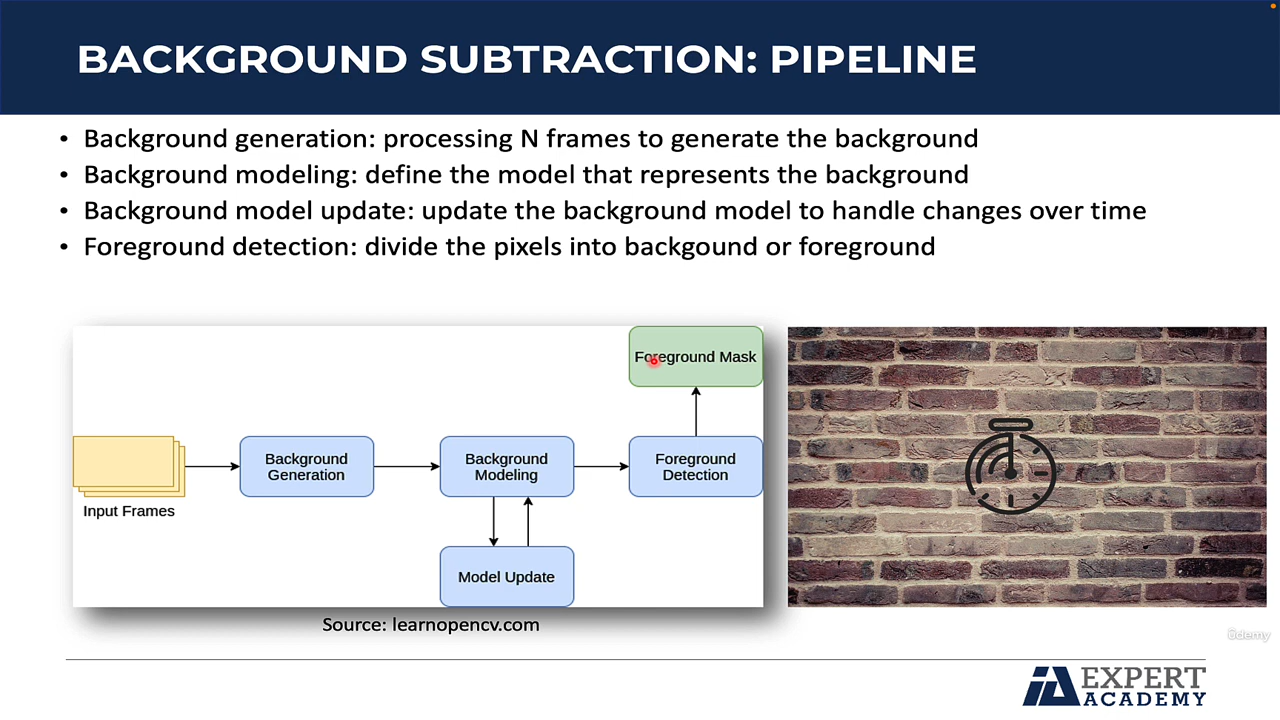 BACKGROUND SUBTRACTION: PIPELINE
• Background generation: processing N frames to generate the background
• Background modeling: define the model that represents the background
• Background model update: update the background model to handle changes over time
• Foreground detection: divide the pixels into backgound or foreground
Foreground Mask
Background
Generation
Background
Modeling
Foreground
Detection
Input Frames
Model Update
Source: learnopencv.com
Udemy
IA EXPERT
ACADEMY